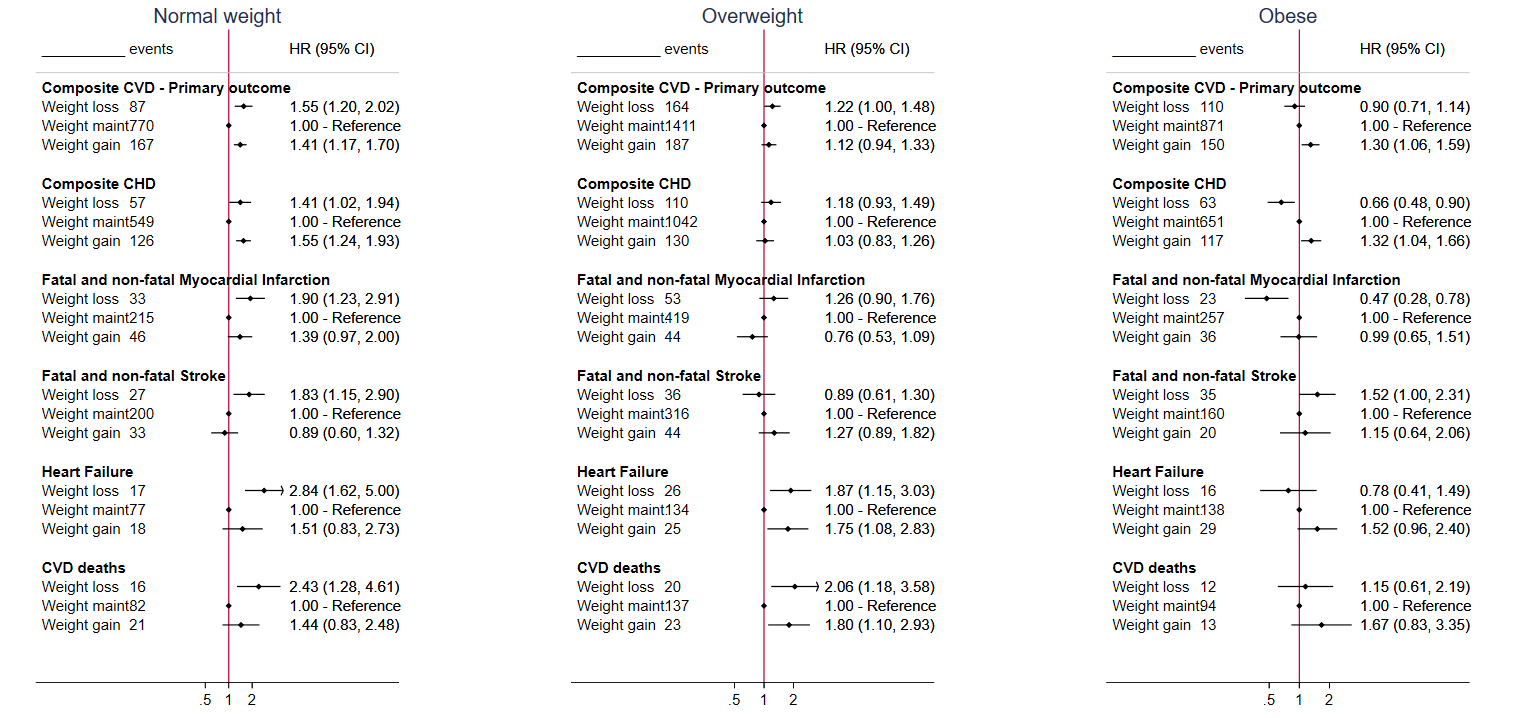 Normal weight
__________ events HR (95% CI)
Composite CVD - Primary outcome
Weight loss 87 1.55 (1.20, 2.02)
Weight maint770 1.00 - Reference
Weight gain 167 1.41 (1.17, 1.70)
Composite CHD
Weight loss 57 1.41 (1.02, 1.94)
Weight maint549 1.00 - Reference
Weight gain 126 1.55 (1.24, 1.93)
Fatal and non-fatal Myocardial Infarction
Weight loss 33 1.90 (1.23, 2.91)
Weight maint215 1.00 - Reference
Weight gain 46 1.39 (0.97, 2.00)
Fatal and non-fatal Stroke
Weight loss 27 1.83 (1.15, 2.90)
Weight maint200 1.00 - Reference
Weight gain 33 0.89 (0.60, 1.32)
Heart Failure
Weight loss 17 2.84 (1.62, 5.00)
Weight maint77 1.00 - Reference
Weight gain 18 1.51 (0.83, 2.73)
CVD deaths
Weight loss 16 2.43 (1.28, 4.61)
Weight maint82 1.00 - Reference
Weight gain 21 1.44 (0.83, 2.48)
.5 1 2
Overweight
__________ events HR (95% CI)
Composite CVD - Primary outcome
Weight loss 164 1.22 (1.00, 1.48)
Weight maint1411 1.00 - Reference
Weight gain 187 1.12 (0.94, 1.33)
Composite CHD
Weight loss 110 1.18 (0.93, 1.49)
Weight maint1042 1.00 - Reference
Weight gain 130 1.03 (0.83, 1.26)
Fatal and non-fatal Myocardial Infarction
Weight loss 53 1.26 (0.90, 1.76)
Weight maint419 1.00 - Reference
Weight gain 44 0.76 (0.53, 1.09)
Fatal and non-fatal Stroke
Weight loss 36 0.89 (0.61, 1.30)
Weight maint316 1.00 - Reference
Weight gain 44 1.27 (0.89, 1.82)
Heart Failure
Weight loss 26 1.87 (1.15, 3.03)
Weight maint134 1.00 - Reference
Weight gain 25 1.75 (1.08, 2.83)
CVD deaths
Weight loss 20 2.06 (1.18, 3.58)
Weight maint137 1.00 - Reference
Weight gain 23 1.80 (1.10, 2.93)
.5 1 2
Obese
__________ events HR (95% CI)
Composite CVD - Primary outcome
Weight loss 110 0.90 (0.71, 1.14)
Weight maint871 1.00 - Reference
Weight gain 150 1.30 (1.06, 1.59)
Composite CHD
Weight loss 63 0.66 (0.48, 0.90)
Weight maint651 1.00 - Reference
Weight gain 117 1.32 (1.04, 1.66)
Fatal and non-fatal Myocardial Infarction
Weight loss 23 0.47 (0.28, 0.78)
Weight maint257 1.00 - Reference
Weight gain 36 0.99 (0.65, 1.51)
Fatal and non-fatal Stroke
Weight loss 35 1.52 (1.00, 2.31)
Weight maint160 1.00 - Reference
Weight gain 20 1.15 (0.64, 2.06)
Heart Failure
Weight loss 16 0.78 (0.41, 1.49)
Weight maint138 1.00 - Reference
Weight gain 29 1.52 (0.96, 2.40)
CVD deaths
Weight loss 12 1.15 (0.61, 2.19)
Weight maint94 1.00 - Reference
Weight gain 13 1.67 (0.83, 3.35)
.5 1 2